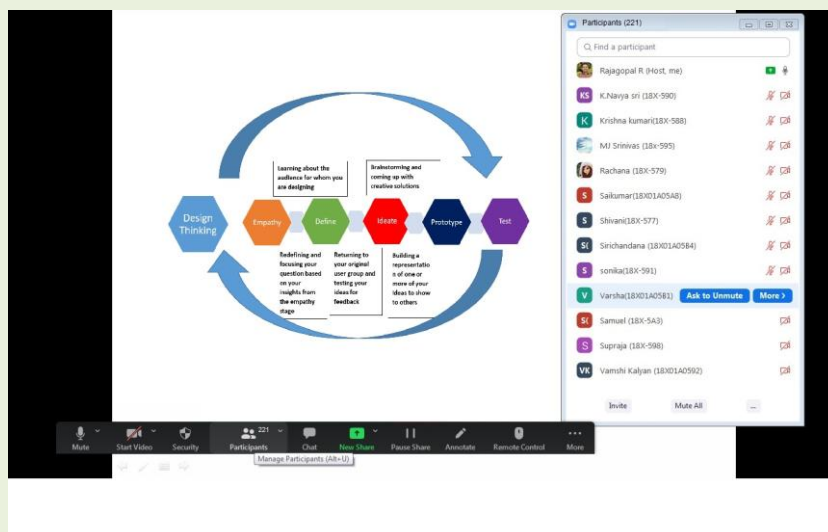 Learning about the
audience for whom you
are designing
Brainstorming and
coming up with
creative solutions
Design
Thinking
Empathy
Define
Ideate
Prototype
Test
Redefining and
focusing your
question based
on your
insights from
the empathy
stage
Returning to
your original
user group and
testing your
ideas for
feedback
Building a
representatio
n of one or
more of your
ideas to show
to others
Participants (221)
Find a participant
Rajagopal R (Host, me)
KS K.Navya sri (18X-590)
K Krishna kumari(18X-588)
MJ Srinivas (18x-595)
Rachana (18X-579)
S Saikumar(18X01A05A8)
S Shivani(18X-577)
S( Sirichandana (18X01A05B4)
S sonika(18X-591)
V Varsha(18X01A05B1) Ask to Unmute More >
S( Samuel (18X-5A3)
S Supraja (18X-598)
VK Vamshi Kalyan (18X01A0592)
Invite Mute All ...
221
Mute Start Video Security Participants Chat New Share Pause Share Annotate Remote Control More
Manage Participants (Alt+U)